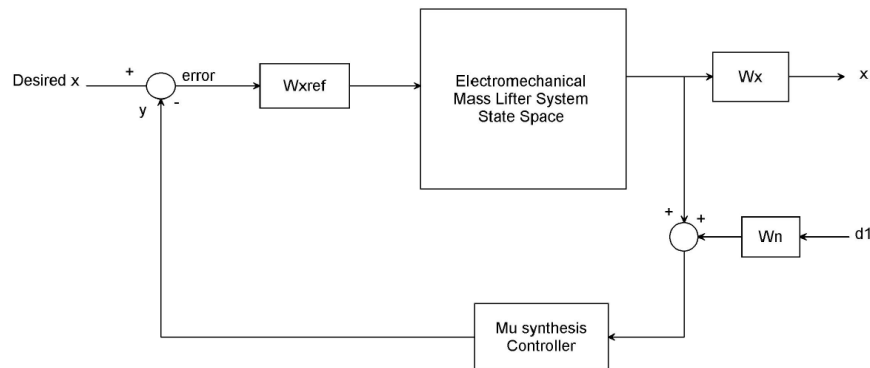 Desired x
+
y
-
error
Wxref
Electromechanical
Mass Lifter System
State Space
Wx
x
+
+
Wn
d1
Mu synthesis
Controller